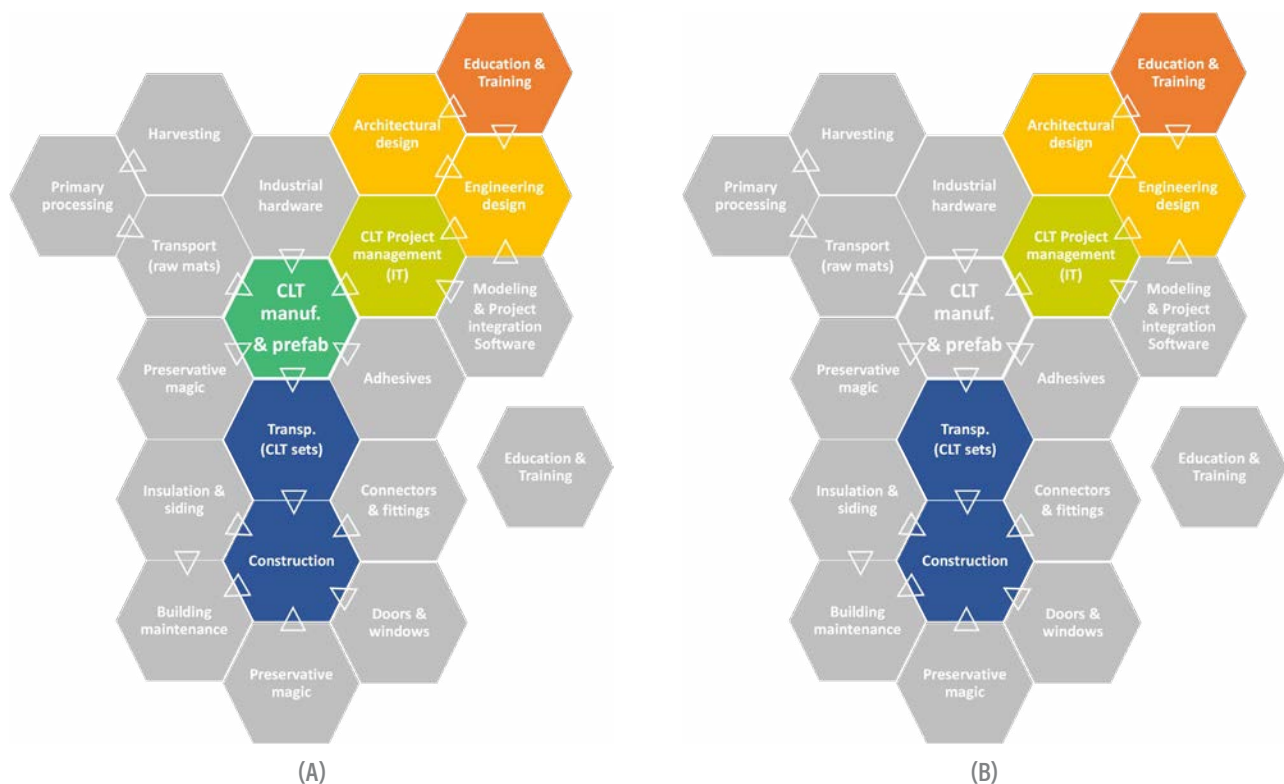 Education &
Training
Harvesting
Architectural
design
Primary
processing
Industrial
hardware
Engineering
design
Transport
(raw mats)
CLT Project
management
(IT)
CLT
manuf.
& prefab
Modeling
& Project
integration
Software
Preservative
magic
Adhesives
Transp.
(CLT sets)
Education &
Training
Insulation &
siding
Connectors
& fittings
Construction
Building
maintenance
Doors &
windows
Preservative
magic
(A)
Education &
Training
Harvesting
Architectural
design
Primary
processing
Industrial
hardware
Engineering
design
Transport
(raw mats)
CLT Project
management
(IT)
CLT
manuf.
& prefab
Modeling
& Project
integration
Software
Preservative
magic
Adhesives
Transp.
(CLT sets)
Education &
Training
Insulation &
siding
Connectors
& fittings
Construction
Building
maintenance
Doors &
windows
Preservative
magic
(B)